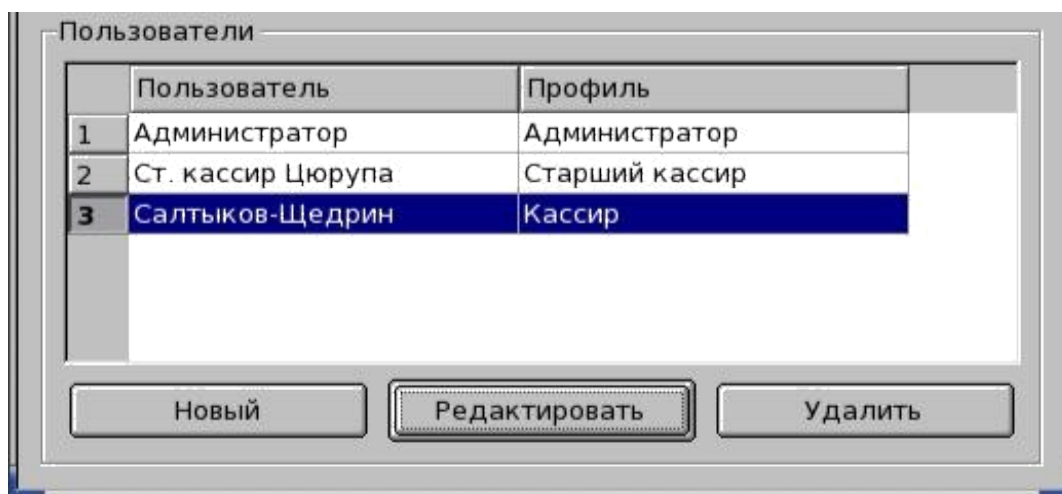 Пользователи
Пользователь Профиль
1 Администратор Администратор
2 Ст. кассир Цюрупа Старший кассир
3 Салтыков-Щедрин Кассир
Новый Редактировать Удалить